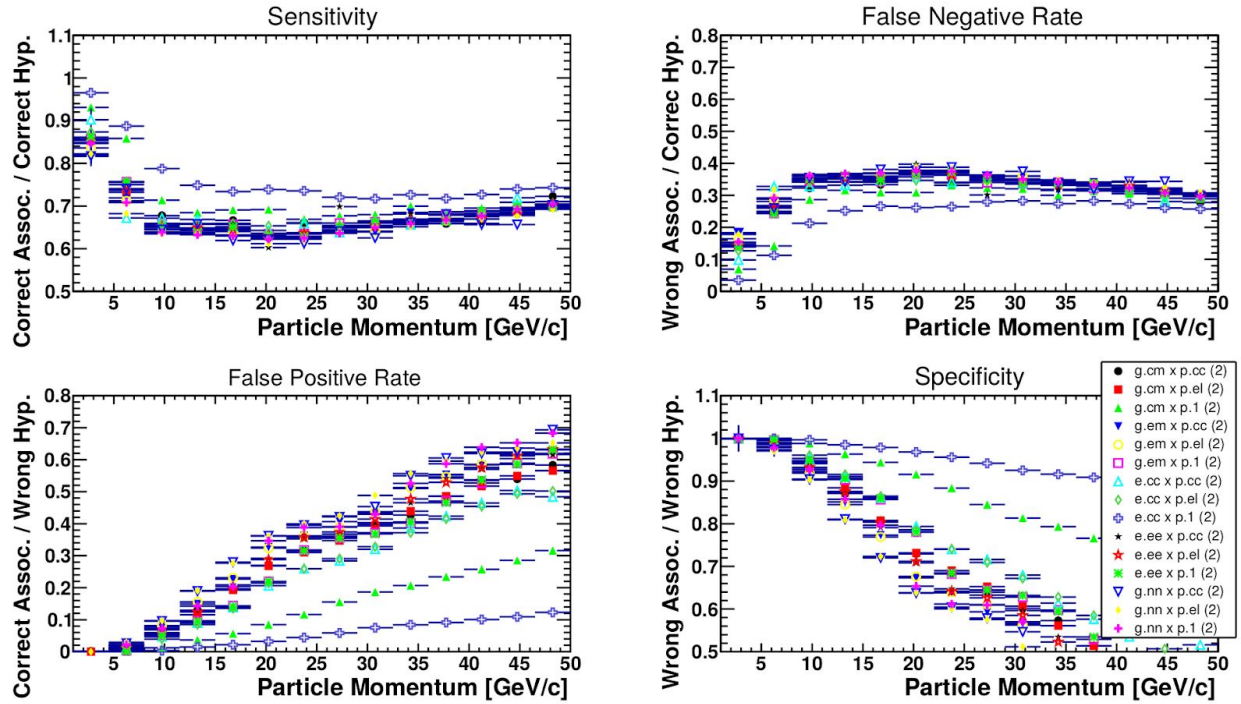 Sensitivity
Correct Assoc. / Correct Hyp.
1.1
1
0.9
0.8
0.7
0.6
0.5
5 10 15 20 25 30 35 40 45 50
Particle Momentum [GeV/c]
False Negative Rate
Wrong Assoc. / Correc Hyp.
0.8
0.7
0.6
0.5
0.4
0.3
0.2
0.1
0
5 10 15 20 25 30 35 40 45 50
Particle Momentum [GeV/c]
False Positive Rate
Correct Assoc. / Wrong Hyp.
0.8
0.7
0.6
0.5
0.4
0.3
0.2
0.1
0
5 10 15 20 25 30 35 40 45 50
Particle Momentum [GeV/c]
Specificity
Wrong Assoc. / Wrong Hyp.
1.1
1
0.9
0.8
0.7
0.6
0.5
5 10 15 20 25 30 35 40 45 50
Particle Momentum [GeV/c]
g.cm x p.cc (2)
g.cm x p.el (2)
g.cm x p.1 (2)
g.em x p.cc (2)
g.em x p.el (2)
g.em x p.1 (2)
e.cc x p.cc (2)
e.cc x p.el (2)
e.cc x p.1 (2)
e.ee x p.cc (2)
e.ee x p.el (2)
e.ee x p.1 (2)
g.nn x p.cc (2)
g.nn x p.el (2)
g.nn x p.1 (2)